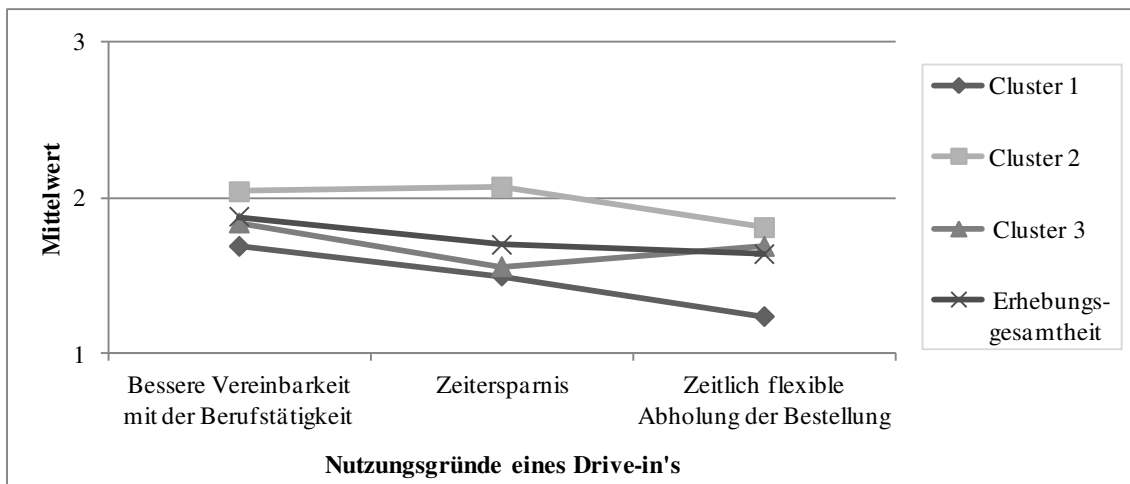 3
2
1
Mittelwert
Bessere Vereinbarkeit
mit der Berufstätigkeit
Zeitersparnis
Zeitlich flexible
Abholung der Bestellung
Nutzungsgründe eines Drive-in's
Cluster 1
Cluster 2
Cluster 3
Erhebungs-
gesamtheit